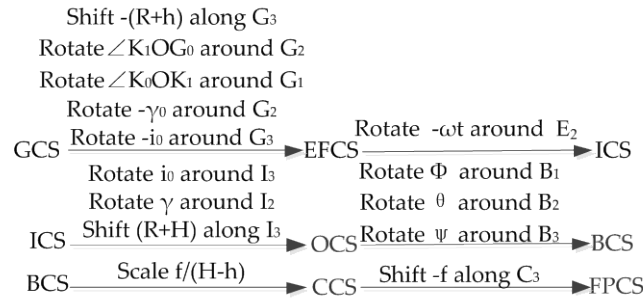 Shift -(R+h) along G₃
Rotate ∠K₁OG₀ around G₂
Rotate ∠K₀OK₁ around G₁
Rotate -γ₀ around G₂
Rotate -i₀ around G₃
GCS EFCS Rotate -ωt around E₂ ICS
Rotate i₀ around I₃ Rotate Φ around B₁
Rotate γ around I₂ Rotate θ around B₂
ICS Shift (R+H) along I₃ OCS Rotate ψ around B₃ BCS
BCS Scale f/(H-h) CCS Shift -f along C₃ FPCS